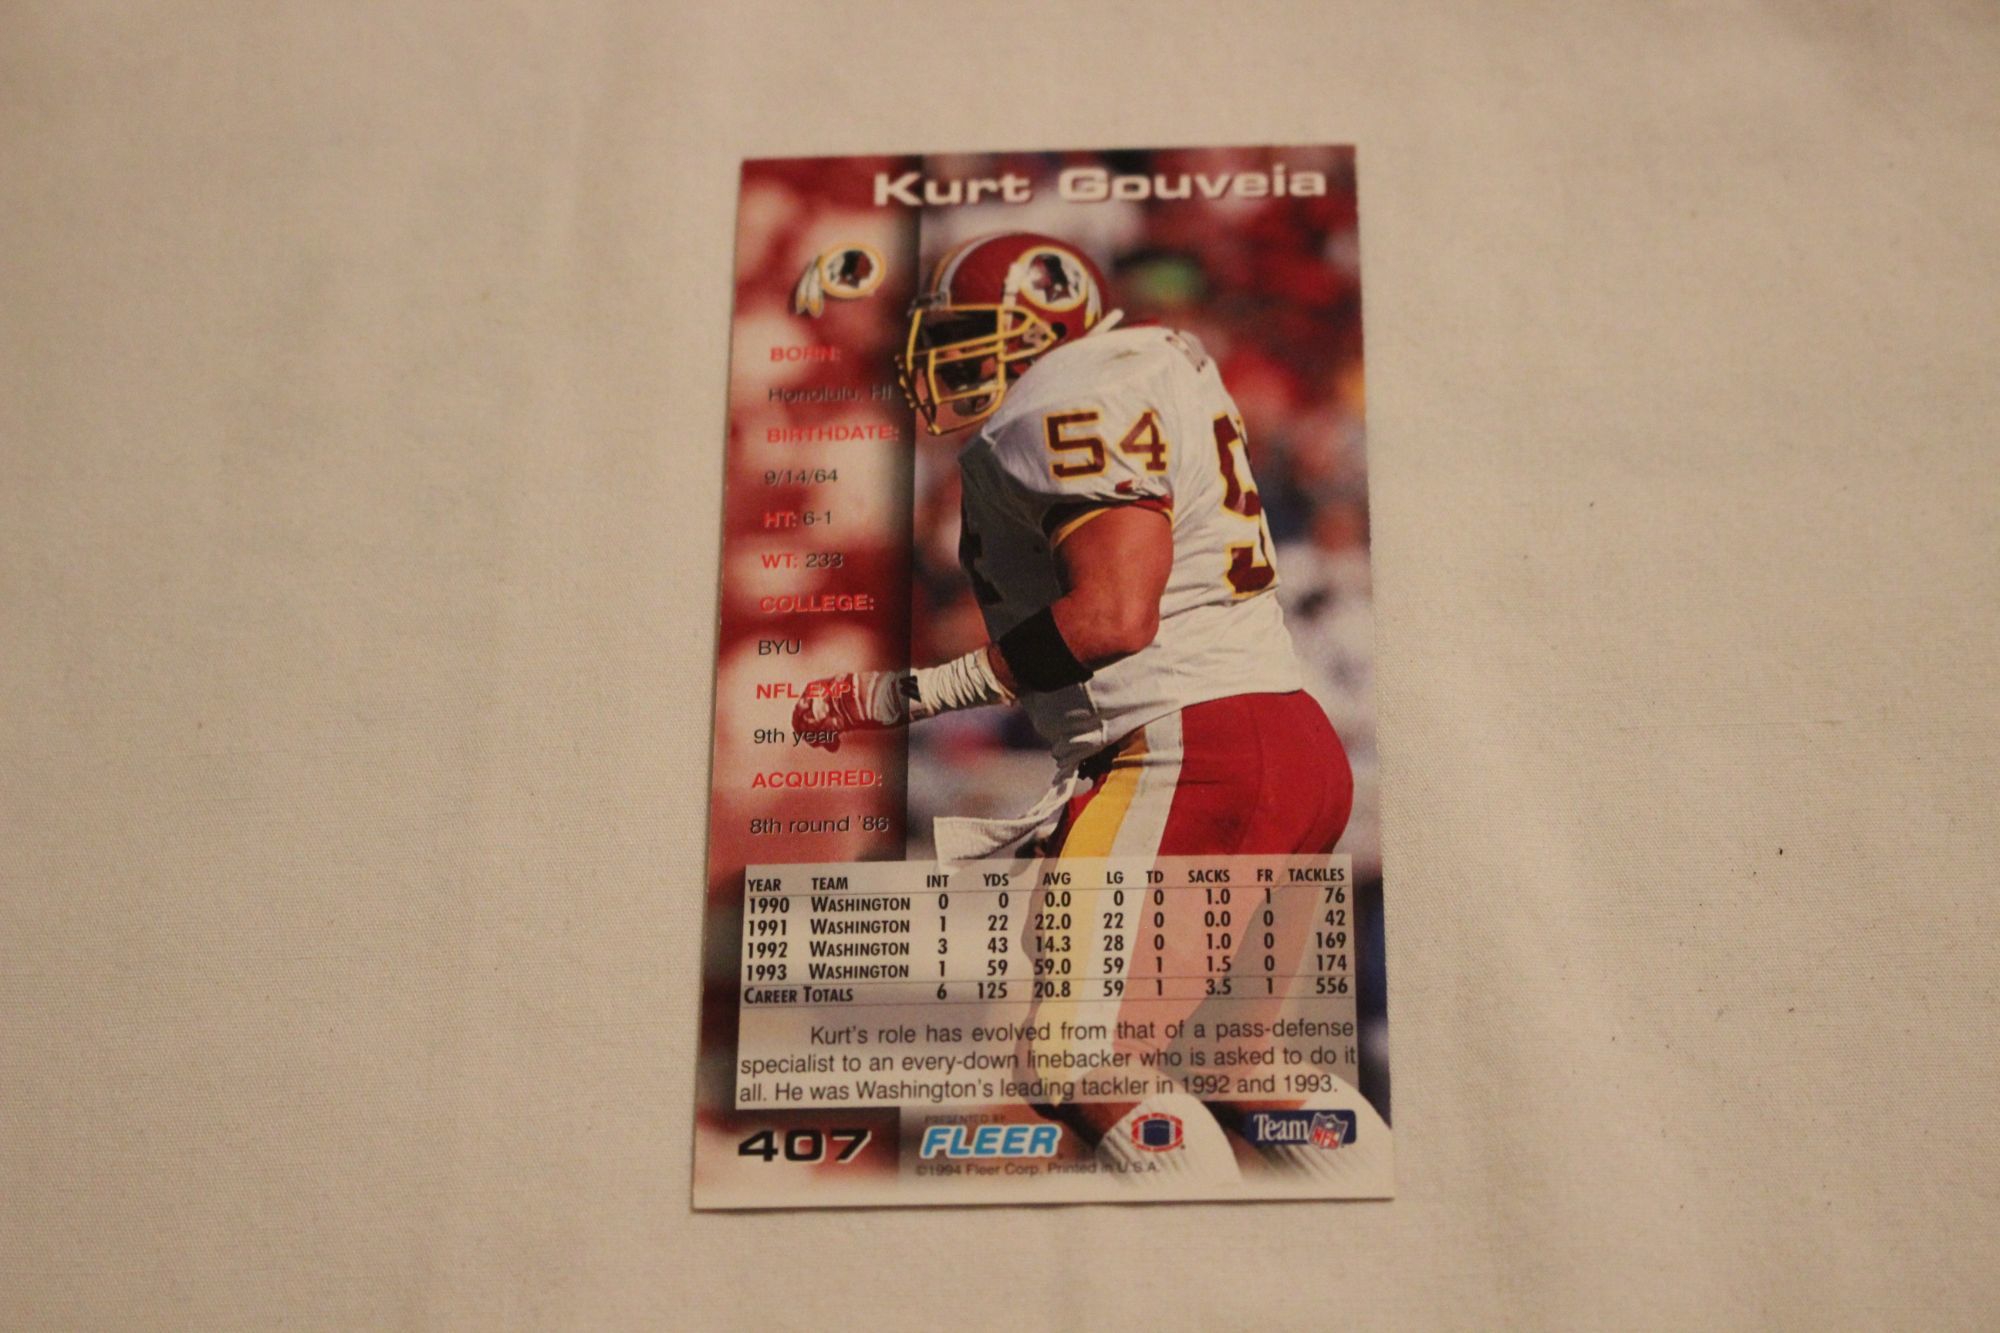 Kurt Gouveia
BORN:
Honolulu, HI
BIRTHDATE:
9/14/64
HT: 6-1
WT: 233
COLLEGE:
BYU
NFL EXP:
9th year
ACQUIRED:
8th round '86
54
YEAR TEAM INT YDS AVG LG TD SACKS FR TACKLES
1990 WASHINGTON 0 0 0.0 0 0 1.0 1 76
1991 WASHINGTON 1 22 22.0 22 0 0.0 0 42
1992 WASHINGTON 3 43 14.3 28 0 1.0 0 169
1993 WASHINGTON 1 59 59.0 59 1 1.5 0 174
CAREER TOTALS 6 125 20.8 59 1 3.5 1 556
Kurt's role has evolved from that of a pass-defense
specialist to an every-down linebacker who is asked to do it
all. He was Washington's leading tackler in 1992 and 1993.
407
PRESENTED BY
FLEER
Team NFL
©1994 Fleer Corp. Printed in U.S.A.